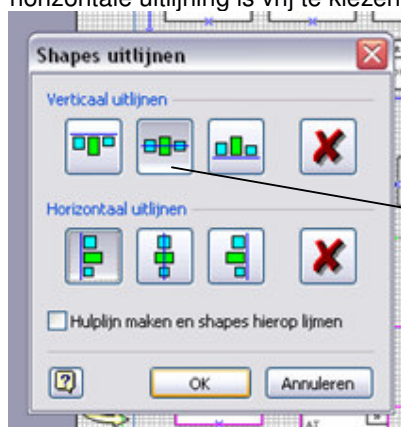 horizontale uitlijning is vrij te kiezen
Shapes uitlijnen
Verticaal uitlijnen
Horizontaal uitlijnen
Hulplijn maken en shapes hierop lijmen
OK
Annuleren
AT